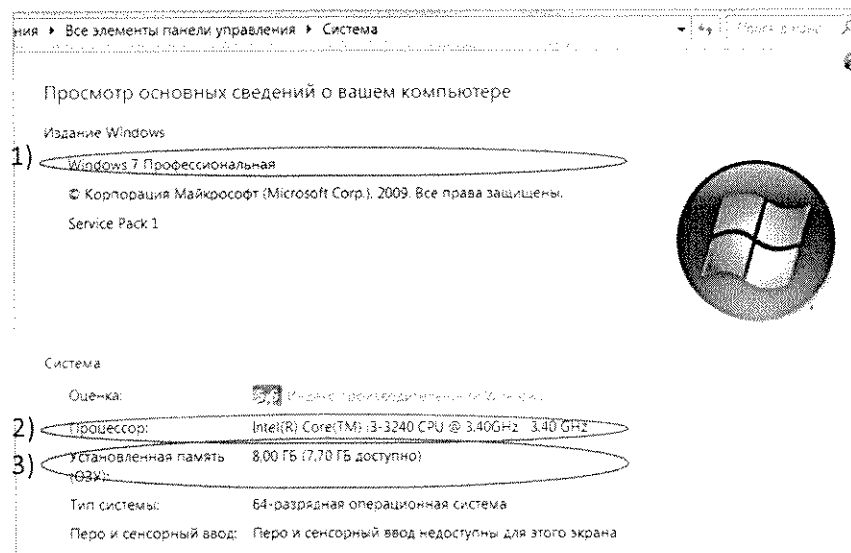 ния ▸ Все элементы панели управления ▸ Система
Просмотр основных сведений о вашем компьютере
Издание Windows
1) Windows 7 Профессиональная
© Корпорация Майкрософт (Microsoft Corp.), 2009. Все права защищены.
Service Pack 1
Система
Оценка: Индекс производительности Windows
2) Процессор: Intel(R) Core(TM) i3-3240 CPU @ 3.40GHz 3.40 GHz
3) Установленная память 8,00 ГБ (7,70 ГБ доступно)
(ОЗУ):
Тип системы: 64-разрядная операционная система
Перо и сенсорный ввод: Перо и сенсорный ввод недоступны для этого экрана